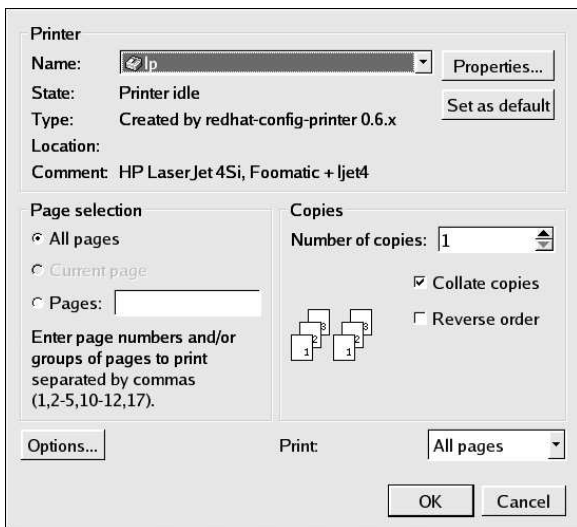 Printer
Name: lp
Properties...
State: Printer idle
Set as default
Type: Created by redhat-config-printer 0.6.x
Location:
Comment: HP LaserJet 4Si, Foomatic + ljet4
Page selection
All pages
Current page
Pages:
Enter page numbers and/or
groups of pages to print
separated by commas
(1,2-5,10-12,17).
Copies
Number of copies: 1
Collate copies
Reverse order
3 3
2 2
1 1
Options...
Print: All pages
OK Cancel